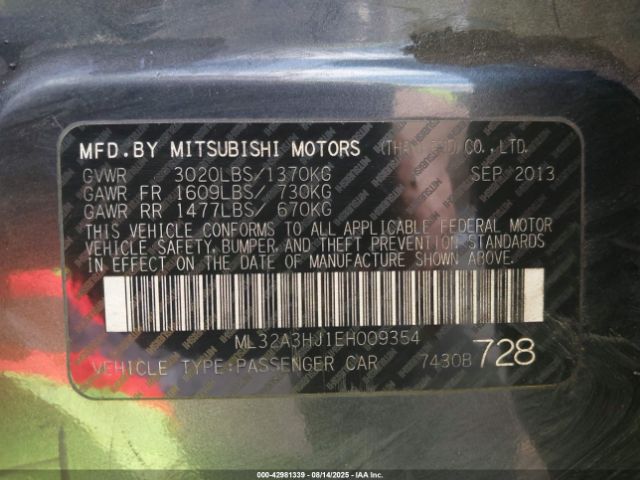 MFD.BY MITSUBISHI MOTORS (THAILAND) CO.,LTD.
GVWR 3020LBS/1370KG SEP 2013
GAWR FR 1609LBS/ 730KG
GAWR RR 1477LBS/ 670KG
THIS VEHICLE CONFORMS TO ALL APPLICABLE FEDERAL MOTOR
VEHICLE SAFETY, BUMPER, AND THEFT PREVENTION STANDARDS
IN EFFECT ON THE DATE OF MANUFACTURE SHOWN ABOVE.
ML32A3HJ1EH009354
VEHICLE TYPE:PASSENGER CAR 7430B 728
000-42981339 | 08/14/2025 | IAA Inc.